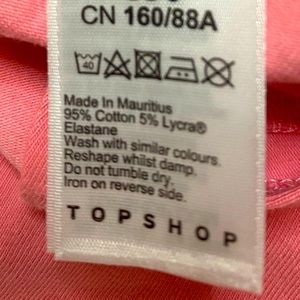 CN 160/88A
40
Made In Mauritius
95% Cotton 5% Lycra®
Elastane
Wash with similar colours.
Reshape whilst damp.
Do not tumble dry.
Iron on reverse side.
TOPSHOP